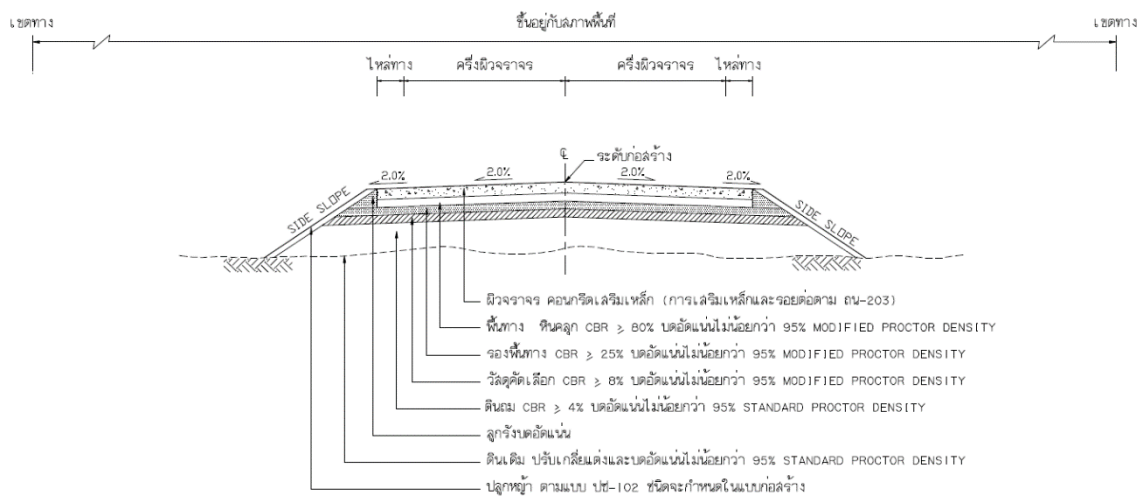 เขตทาง ขึ้นอยู่กับสภาพพื้นที่ เขตทาง
ไหล่ทาง ครึ่งผิวจราจร ครึ่งผิวจราจร ไหล่ทาง
℄ ระดับก่อสร้าง
2.0% 2.0% 2.0% 2.0%
SIDE SLOPE SIDE SLOPE
ผิวจราจร คอนกรีตเสริมเหล็ก (การเสริมเหล็กและรอยต่อตาม ถน-203)
พื้นทาง หินคลุก CBR ≥ 80% บดอัดแน่นไม่น้อยกว่า 95% MODIFIED PROCTOR DENSITY
รองพื้นทาง CBR ≥ 25% บดอัดแน่นไม่น้อยกว่า 95% MODIFIED PROCTOR DENSITY
วัสดุคัดเลือก CBR ≥ 8% บดอัดแน่นไม่น้อยกว่า 95% MODIFIED PROCTOR DENSITY
ดินถม CBR ≥ 4% บดอัดแน่นไม่น้อยกว่า 95% STANDARD PROCTOR DENSITY
ลูกรังบดอัดแน่น
ดินเดิม ปรับเกลี่ยแต่งและบดอัดแน่นไม่น้อยกว่า 95% STANDARD PROCTOR DENSITY
ปลูกหญ้า ตามแบบ ปช-102 ชนิดจะกำหนดในแบบก่อสร้าง